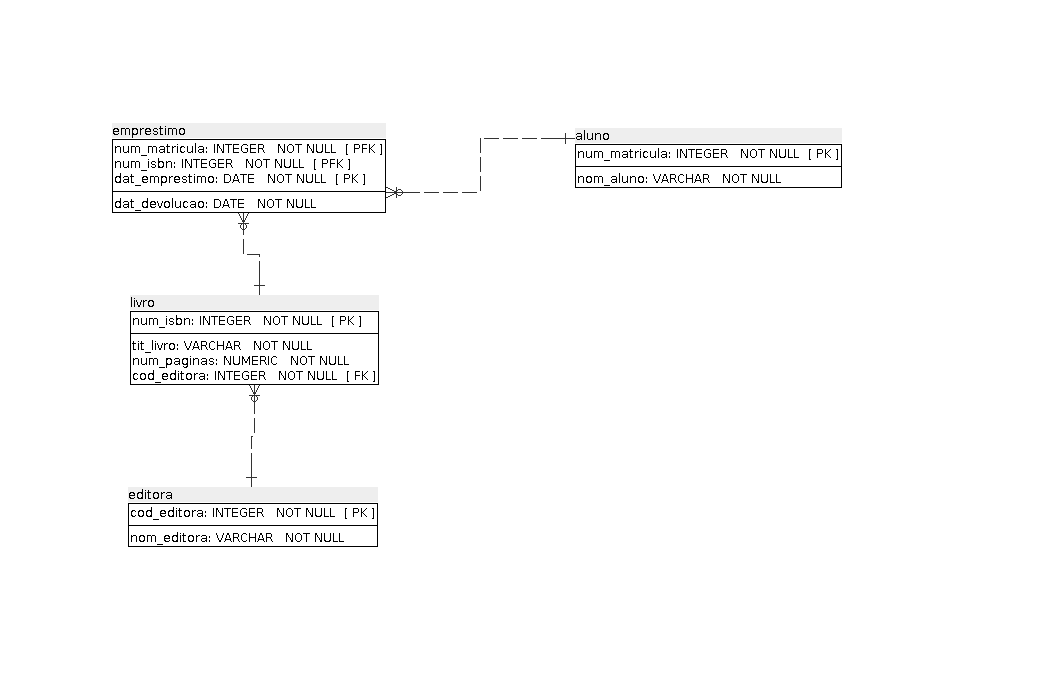 emprestimo
num_matricula: INTEGER NOT NULL [ PFK ]
num_isbn: INTEGER NOT NULL [ PFK ]
dat_emprestimo: DATE NOT NULL [ PK ]
dat_devolucao: DATE NOT NULL
aluno
num_matricula: INTEGER NOT NULL [ PK ]
nom_aluno: VARCHAR NOT NULL
livro
num_isbn: INTEGER NOT NULL [ PK ]
tit_livro: VARCHAR NOT NULL
num_paginas: NUMERIC NOT NULL
cod_editora: INTEGER NOT NULL [ FK ]
editora
cod_editora: INTEGER NOT NULL [ PK ]
nom_editora: VARCHAR NOT NULL